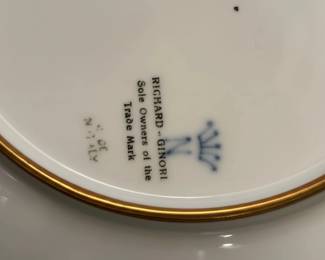 N
RICHARD - GINORI
Sole Owners of the
Trade Mark